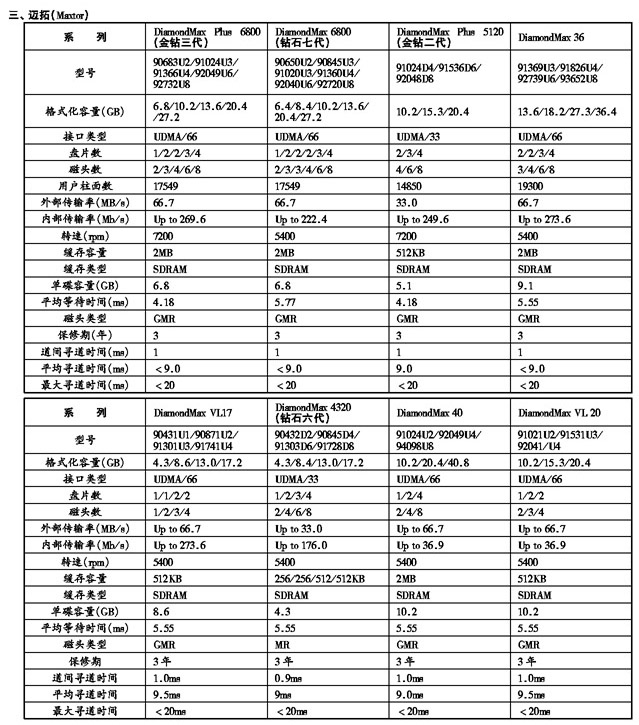 三、迈拓(Maxtor)
系 列 DiamondMax Plus 6800 (金钻三代) DiamondMax 6800 (钻石七代) DiamondMax Plus 5120 (金钻二代) DiamondMax 36
型号 90683U2/91024U3/ 90650U2/90845U3/ 91024D4/91536D6/ 91369U3/91826U4/
91366U4/92049U6/ 91020U3/91360U4/ 92048D8 92739U6/93652U8
92732U8 92040U6/92720U8
格式化容量(GB) 6.8/10.2/13.6/20.4 6.4/8.4/10.2/13.6/ 10.2/15.3/20.4 13.6/18.2/27.3/36.4
/27.2 20.4/27.2
接口类型 UDMA/66 UDMA/66 UDMA/33 UDMA/66
盘片数 1/2/2/3/4 1/2/2/2/3/4 2/3/4 2/2/3/4
磁头数 2/3/4/6/8 2/3/3/4/6/8 4/6/8 3/4/6/8
用户柱面数 17549 17549 14850 19300
外部传输率(MB/s) 66.7 66.7 33.0 66.7
内部传输率(Mb/s) Up to 269.6 Up to 222.4 Up to 249.6 Up to 273.6
转速(rpm) 7200 5400 7200 5400
缓存容量 2MB 2MB 512KB 2MB
缓存类型 SDRAM SDRAM SDRAM SDRAM
单碟容量(GB) 6.8 6.8 5.1 9.1
平均等待时间(ms) 4.18 5.77 4.18 5.55
磁头类型 GMR GMR GMR GMR
保修期(年) 3 3 3 3
道间寻道时间(ms) 1 1 1 1
平均寻道时间(ms) <9.0 <9.0 9.0 <9.0
最大寻道时间(ms) <20 <20 <20 <20
系 列 DiamondMax VL17 DiamondMax 4320 (钻石六代) DiamondMax 40 DiamondMax VL 20
型号 90431U1/90871U2/ 90432D2/90845D4/ 91024U2/92049U4/ 91021U2/91531U3/
91301U3/91741U4 91303D6/91728D8 94098U8 92041/U4
格式化容量(GB) 4.3/8.6/13.0/17.2 4.3/8.4/13.0/17.2 10.2/20.4/40.8 10.2/15.3/20.4
接口类型 UDMA/66 UDMA/33 UDMA/66 UDMA/66
盘片数 1/1/2/2 1/2/3/4 1/2/4 1/2/2
磁头数 1/2/3/4 2/4/6/8 2/4/8 2/3/4
外部传输率(MB/s) Up to 66.7 Up to 33.0 Up to 66.7 Up to 66.7
内部传输率(Mb/s) Up to 273.6 Up to 176.0 Up to 36.9 Up to 36.9
转速(rpm) 5400 5400 5400 5400
缓存容量 512KB 256/256/512/512KB 2MB 512KB
缓存类型 SDRAM SDRAM SDRAM SDRAM
单碟容量(GB) 8.6 4.3 10.2 10.2
平均等待时间(ms) 5.55 5.55 5.55 5.55
磁头类型 GMR MR GMR GMR
保修期 3年 3年 3年 3年
道间寻道时间 1.0ms 0.9ms 1.0ms 1.0ms
平均寻道时间 9.5ms 9ms 9.0ms 9.5ms
最大寻道时间 <20ms <20ms <20ms <20ms